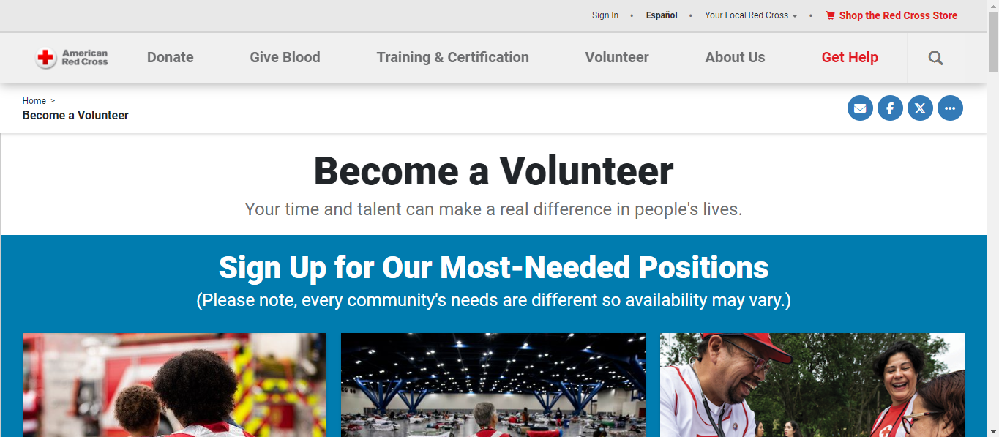 Sign In • Español • Your Local Red Cross • Shop the Red Cross Store
American
Red Cross
Donate Give Blood Training & Certification Volunteer About Us Get Help
Home >
Become a Volunteer
Become a Volunteer
Your time and talent can make a real difference in people's lives.
Sign Up for Our Most-Needed Positions
(Please note, every community's needs are different so availability may vary.)